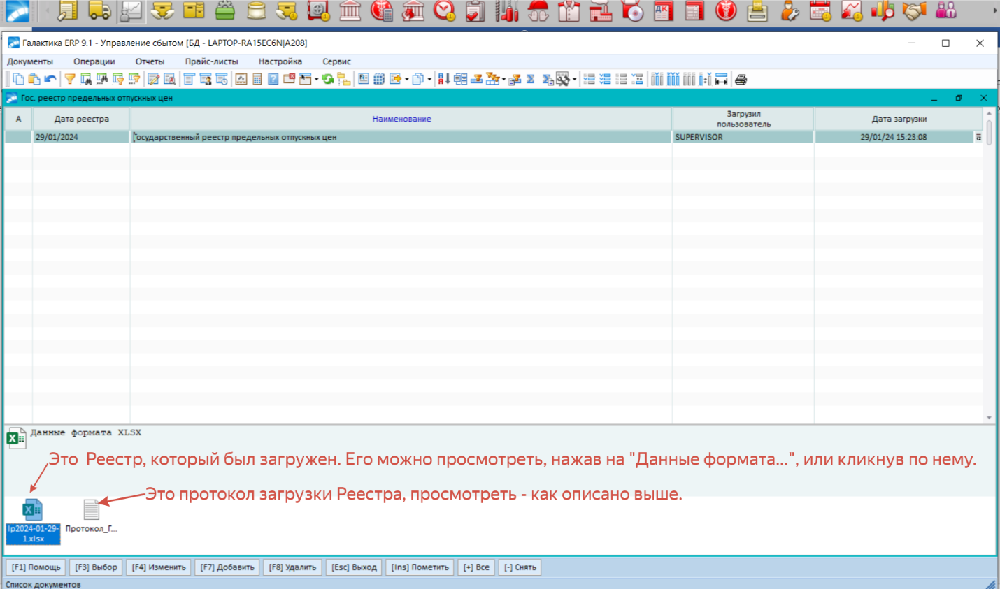 Галактика ERP 9.1 - Управление сбытом [БД - LAPTOP-RA15EC6N|A208]
Документы Операции Отчеты Прайс-листы Настройка Сервис
Гос. реестр предельных отпускных цен
А Дата реестра Наименование Загрузил пользователь Дата загрузки
29/01/2024 Государственный реестр предельных отпускных цен SUPERVISOR 29/01/24 15:23:08
Данные формата XLSX
Это Реестр, который был загружен. Его можно просмотреть, нажав на "Данные формата...", или кликнув по нему.
Это протокол загрузки Реестра, просмотреть - как описано выше.
lp2024-01-29-1.xlsx Протокол_Г...
[F1] Помощь [F3] Выбор [F4] Изменить [F7] Добавить [F8] Удалить [Esc] Выход [Ins] Пометить [+] Все [-] Снять
Список документов